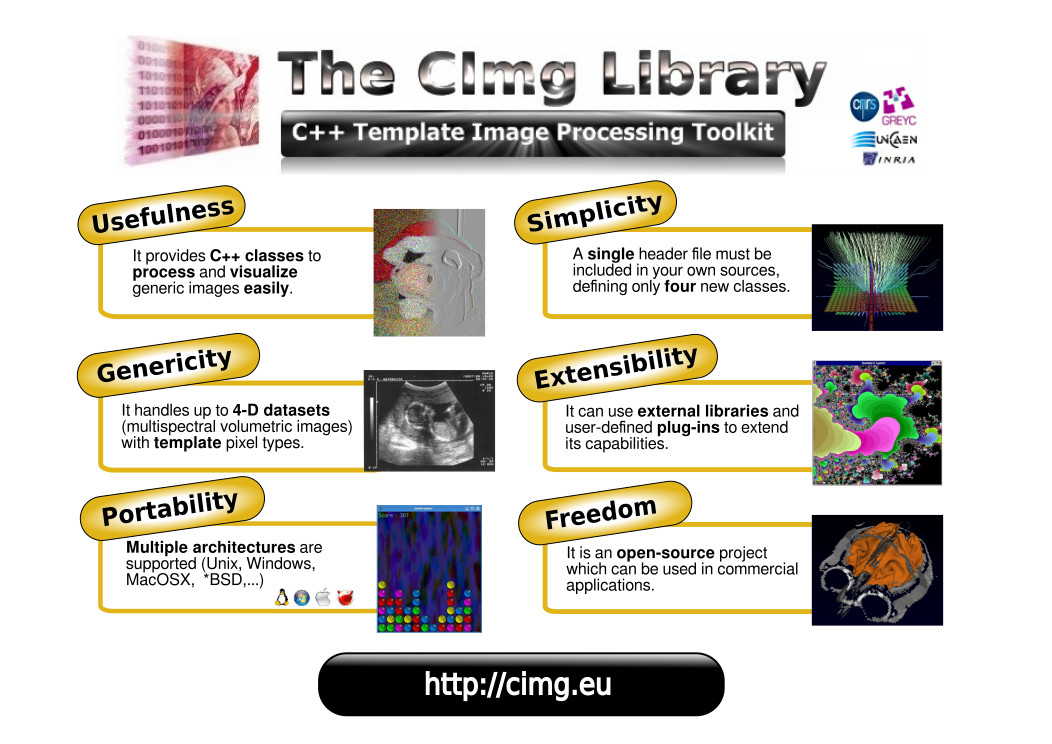 The CImg Library
C++ Template Image Processing Toolkit
cnrs
GREYC
UNICAEN
INRIA
Usefulness
It provides C++ classes to
process and visualize
generic images easily.
Simplicity
A single header file must be
included in your own sources,
defining only four new classes.
Genericity
It handles up to 4-D datasets
(multispectral volumetric images)
with template pixel types.
Extensibility
It can use external libraries and
user-defined plug-ins to extend
its capabilities.
Portability
Multiple architectures are
supported (Unix, Windows,
MacOSX, *BSD,...)
Score : 387
Freedom
It is an open-source project
which can be used in commercial
applications.
http://cimg.eu